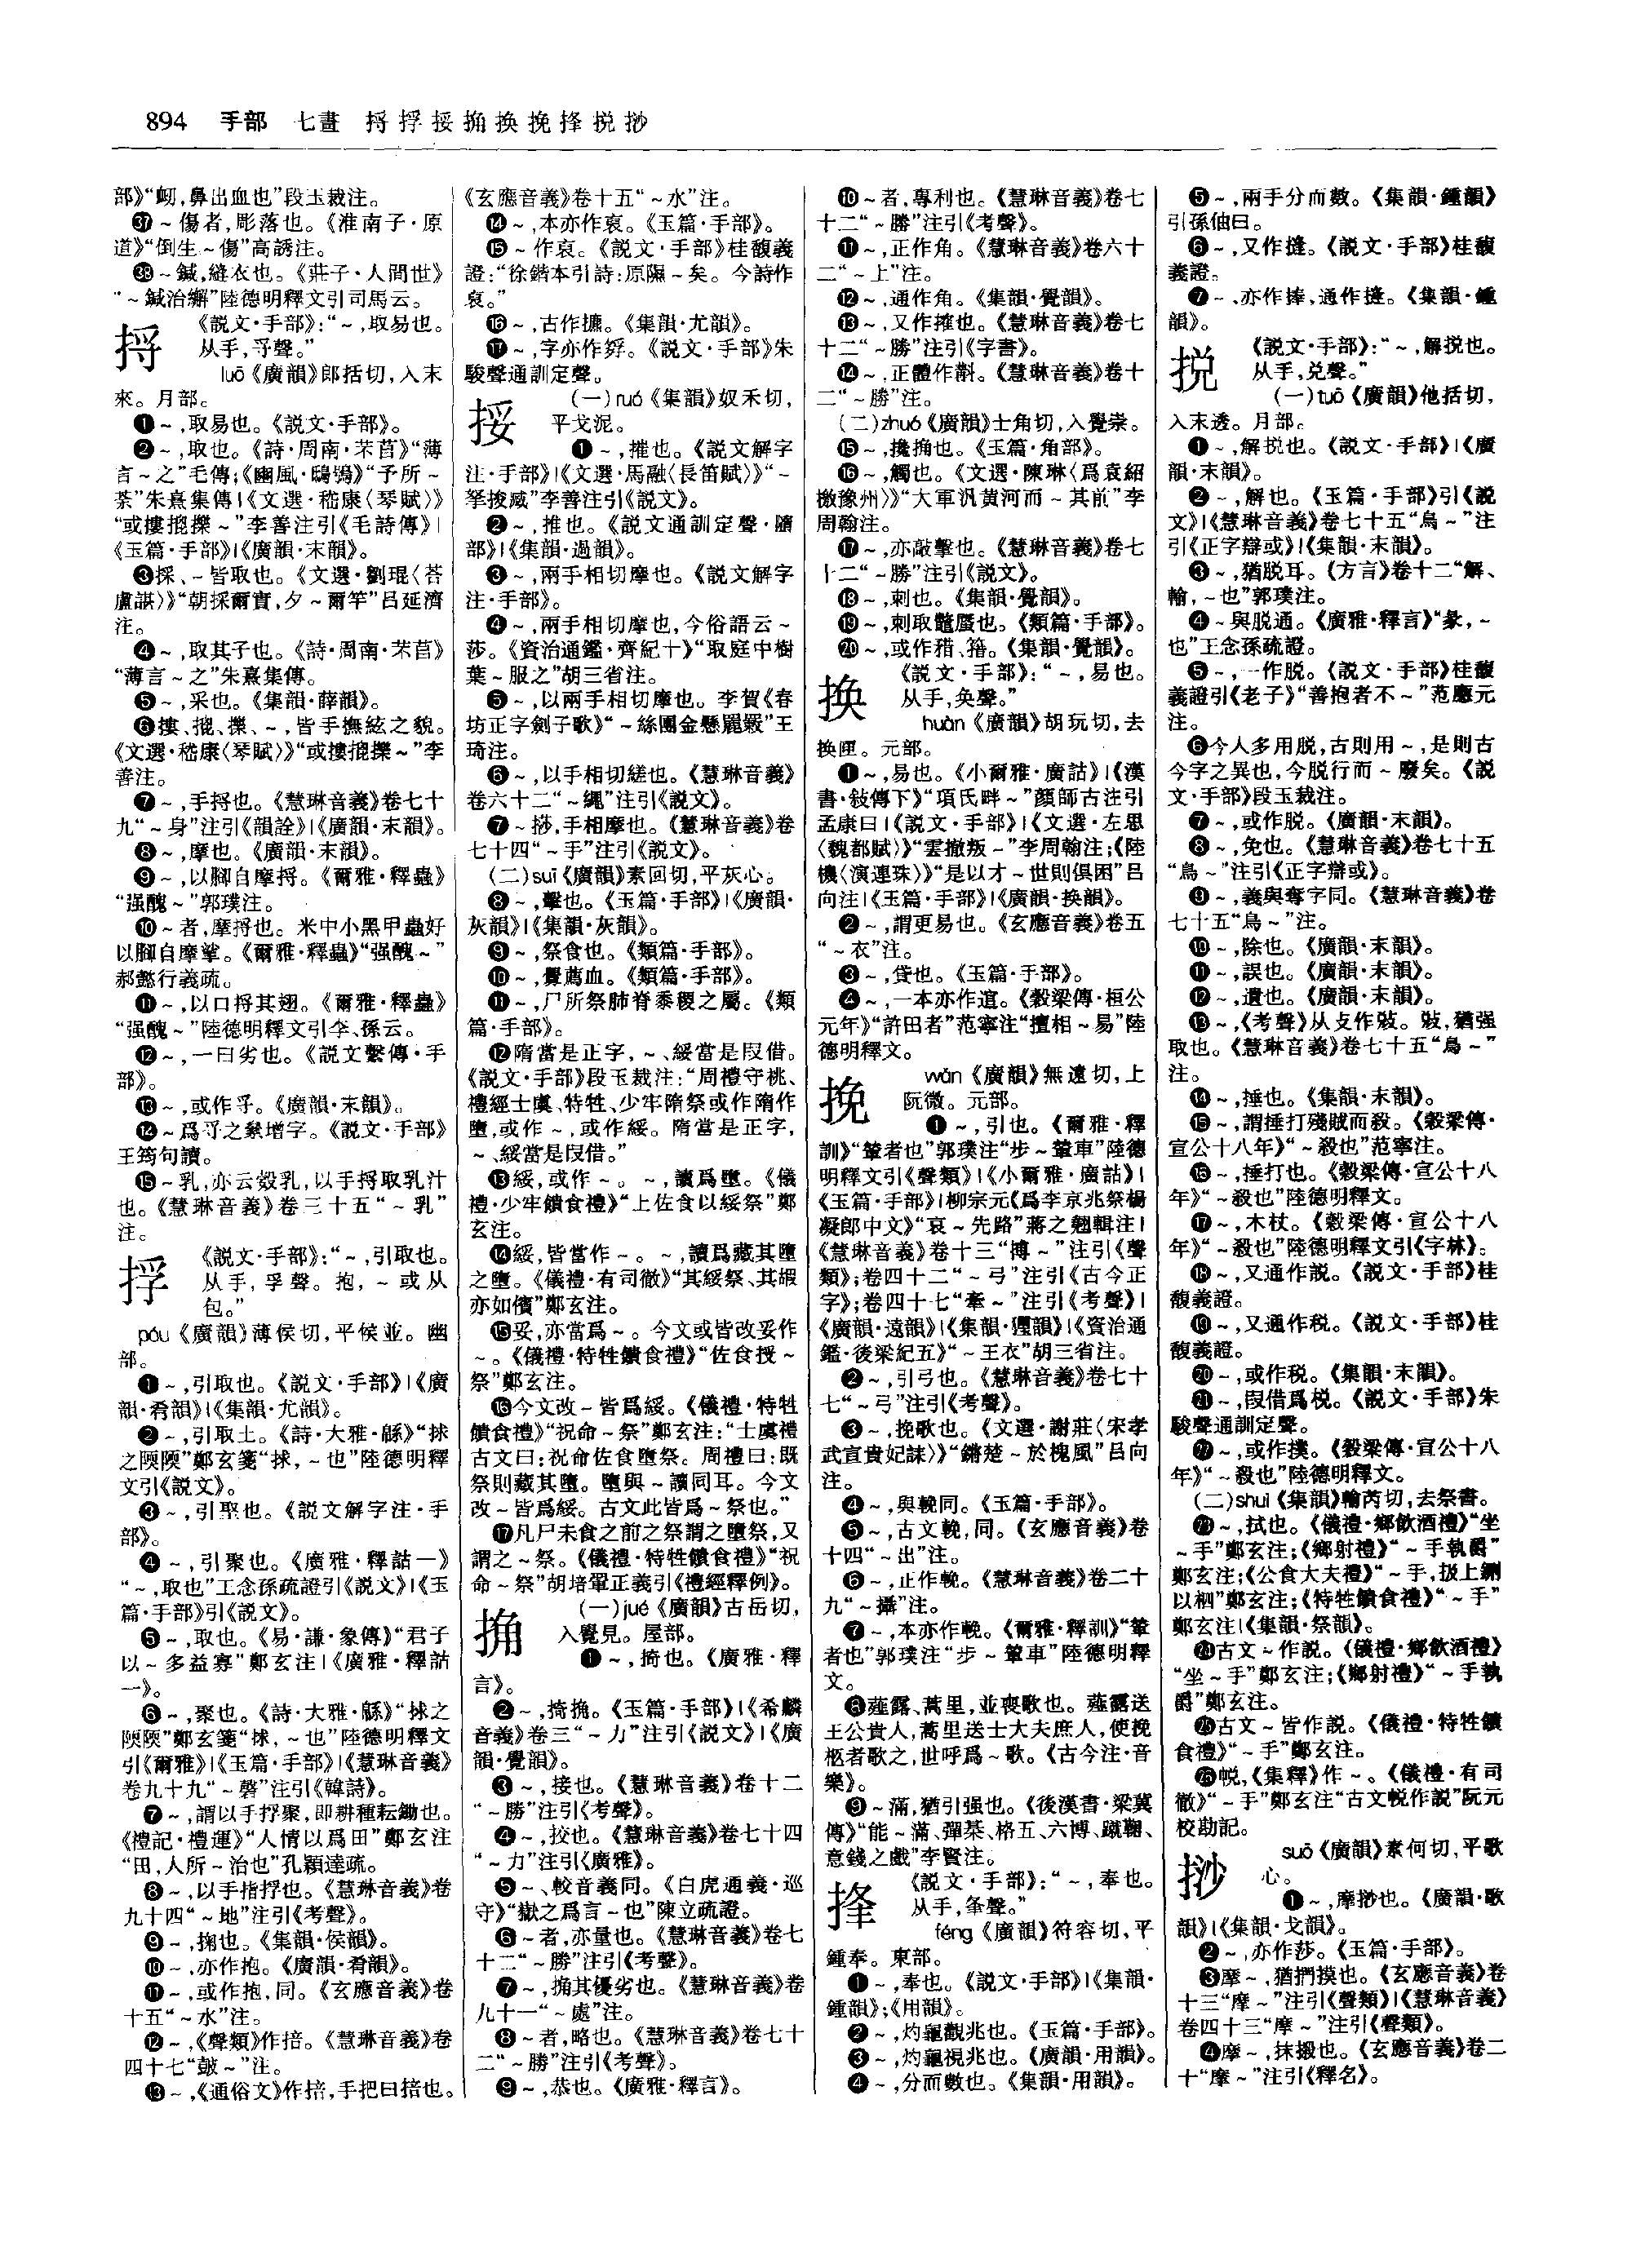 894 手部 七畫 捋捊挼捔换挽捀挩挱
部》“衂,鼻出血也”段玉裁注。
㊲~傷者,彫落也。《淮南子·原
道》“倒生~傷”高誘注。
㊳~鍼,縫衣也。《莊子·人間世》
“~鍼治繲”陸德明釋文引司馬云。
捋
《説文·手部》:“~,取易也。
从手,寽聲。”
luō《廣韻》郎括切,入末
來。月部。
❶~,取易也。《説文·手部》。
❷~,取也。《詩·周南·芣苢》“薄
言~之”毛傳;《豳風·鴟鴞》“予所~
荼”朱熹集傳|《文選·嵇康〈琴賦〉》
“或摟㧙擽~”李善注引《毛詩傳》|
《玉篇·手部》|《廣韻·末韻》。
❸採、~皆取也。《文選·劉琨〈荅
盧諶〉》“朝採爾實,夕~爾竿”吕延濟
注。
❹~,取其子也。《詩·周南·芣苢》
“薄言~之”朱熹集傳。
❺~,采也。《集韻·薛韻》。
❻摟、㧙、擽、~,皆手撫絃之貌。
《文選·嵇康〈琴賦〉》“或摟㧙擽~”李
善注。
❼~,手捋也。《慧琳音義》卷七十
九“~身”注引《韻詮》|《廣韻·末韻》。
❽~,摩也。《廣韻·末韻》。
❾~,以腳自摩捋。《爾雅·釋蟲》
“强醜~”郭璞注。
❿~者,摩捋也。米中小黑甲蟲好
以腳自摩挲。《爾雅·釋蟲》“强醜~”
郝懿行義疏。
⓫~,以口捋其翅。《爾雅·釋蟲》
“强醜~”陸德明釋文引李、孫云。
⓬~,一曰劣也。《説文繫傳·手
部》。
⓭~,或作寽。《廣韻·末韻》。
⓮~爲寽之絫增字。《説文·手部》
王筠句讀。
⓯~乳,亦云㝅乳,以手捋取乳汁
也。《慧琳音義》卷三十五“~乳”
注。
捊
《説文·手部》:“~,引取也。
从手,孚聲。抱,~或从
包。”
póu《廣韻》薄侯切,平侯並。幽
部。
❶~,引取也。《説文·手部》|《廣
韻·肴韻》|《集韻·尤韻》。
❷~,引取土。《詩·大雅·緜》“捄
之陾陾”鄭玄箋“捄,~也”陸德明釋
文引《説文》。
❸~,引堅也。《説文解字注·手
部》。
❹~,引聚也。《廣雅·釋詁一》
“~,取也”王念孫疏證引《説文》|《玉
篇·手部》引《説文》。
❺~,取也。《易·謙·象傳》“君子
以~多益寡”鄭玄注|《廣雅·釋詁
一》。
❻~,聚也。《詩·大雅·緜》“捄之
陾陾”鄭玄箋“捄,~也”陸德明釋文
引《爾雅》|《玉篇·手部》|《慧琳音義》
卷九十九“~磬”注引《韓詩》。
❼~,謂以手捊聚,即耕種耘鋤也。
《禮記·禮運》“人情以爲田”鄭玄注
“田,人所~治也”孔穎達疏。
❽~,以手指捊也。《慧琳音義》卷
九十四“~地”注引《考聲》。
❾~,掬也。《集韻·侯韻》。
❿~,亦作抱。《廣韻·肴韻》。
⓫~,或作抱,同。《玄應音義》卷
十五“~水”注。
⓬~,《聲類》作掊。《慧琳音義》卷
四十七“皷~”注。
⓭~,《通俗文》作掊,手把曰掊也。
《玄應音義》卷十五“~水”注。
⓮~,本亦作裒。《玉篇·手部》。
⓯~作裒。《説文·手部》桂馥義
證:“徐鍇本引詩:原隰~矣。今詩作
裒。”
⓰~,古作㩠。《集韻·尤韻》。
⓱~,字亦作䍖。《説文·手部》朱
駿聲通訓定聲。
挼
(一)ruó《集韻》奴禾切,
平戈泥。
❶~,摧也。《説文解字
注·手部》|《文選·馬融〈長笛賦〉》“~
拏捘臧”李善注引《説文》。
❷~,推也。《説文通訓定聲·隨
部》|《集韻·過韻》。
❸~,兩手相切摩也。《説文解字
注·手部》。
❹~,兩手相切摩也,今俗語云~
莎。《資治通鑑·齊紀十》“取庭中樹
葉~服之”胡三省注。
❺~,以兩手相切摩也。李賀《春
坊正字劍子歌》“~絲團金懸麗㲚”王
琦注。
❻~,以手相切縒也。《慧琳音義》
卷六十二“~繩”注引《説文》。
❼~挱,手相摩也。《慧琳音義》卷
七十四“~手”注引《説文》。
(二)suī《廣韻》素回切,平灰心。
❽~,擊也。《玉篇·手部》|《廣韻·
灰韻》|《集韻·灰韻》。
❾~,祭食也。《類篇·手部》。
❿~,釁薦血。《類篇·手部》。
⓫~,尸所祭肺脊黍稷之屬。《類
篇·手部》。
⓬隋當是正字,~、綏當是叚借。
《説文·手部》段玉裁注:“周禮守桃、
禮經士虞、特牲、少牢隋祭或作隋作
墮,或作~,或作綏。隋當是正字,
~、綏當是叚借。”
⓭綏,或作~。~,讀爲墮。《儀
禮·少牢饋食禮》“上佐食以綏祭”鄭
玄注。
⓮綏,皆當作~。~,讀爲藏其墮
之墮。《儀禮·有司徹》“其綏祭、其嘏
亦如儐”鄭玄注。
⓯妥,亦當爲~。今文或皆改妥作
~。《儀禮·特牲饋食禮》“佐食授~
祭”鄭玄注。
⓰今文改~皆爲綏。《儀禮·特牲
饋食禮》“祝命~祭”鄭玄注:“士虞禮
古文曰:祝命佐食墮祭。周禮曰:既
祭則藏其墮。墮與~讀同耳。今文
改~皆爲綏。古文此皆爲~祭也。”
⓱凡尸未食之前之祭謂之墮祭,又
謂之~祭。《儀禮·特牲饋食禮》“祝
命~祭”胡培翬正義引《禮經釋例》。
捔
(一)jué《廣韻》古岳切,
入覺見。屋部。
❶~,掎也。《廣雅·釋
言》。
❷~,掎捔。《玉篇·手部》|《希麟
音義》卷三“~力”注引《説文》|《廣
韻·覺韻》。
❸~,接也。《慧琳音義》卷十二
“~勝”注引《考聲》。
❹~,挍也。《慧琳音義》卷七十四
“~力”注引《廣雅》。
❺~、較音義同。《白虎通義·巡
守》“嶽之爲言~也”陳立疏證。
❻~者,亦量也。《慧琳音義》卷七
十二“~勝”注引《考聲》。
❼~,捔其優劣也。《慧琳音義》卷
九十一“~處”注。
❽~者,略也。《慧琳音義》卷七十
二“~勝”注引《考聲》。
❾~,恭也。《廣雅·釋言》。
❿~者,專利也。《慧琳音義》卷七
十二“~勝”注引《考聲》。
⓫~,正作角。《慧琳音義》卷六十
二“~上”注。
⓬~,通作角。《集韻·覺韻》。
⓭~,又作搉也。《慧琳音義》卷七
十二“~勝”注引《字書》。
⓮~,正體作斠。《慧琳音義》卷十
二“~勝”注。
(二)zhuó《廣韻》士角切,入覺崇。
⓯~,攙捔也。《玉篇·角部》。
⓰~,觸也。《文選·陳琳〈爲袁紹
檄豫州〉》“大軍汎黄河而~其前”李
周翰注。
⓱~,亦敲擊也。《慧琳音義》卷七
十二“~勝”注引《説文》。
⓲~,刺也。《集韻·覺韻》。
⓳~,刺取鼈蜃也。《類篇·手部》。
⓴~,或作矠、簎。《集韻·覺韻》。
换
《説文·手部》:“~,易也。
从手,奂聲。”
huàn《廣韻》胡玩切,去
换匣。元部。
❶~,易也。《小爾雅·廣詁》|《漢
書·敍傳下》“項氏畔~”顔師古注引
孟康曰|《説文·手部》|《文選·左思
〈魏都賦〉》“雲撤叛~”李周翰注;《陸
機〈演連珠〉》“是以才~世則俱困”吕
向注|《玉篇·手部》|《廣韻·换韻》。
❷~,謂更易也。《玄應音義》卷五
“~衣”注。
❸~,貸也。《玉篇·手部》。
❹~,一本亦作逭。《穀梁傳·桓公
元年》“許田者”范寧注“擅相~易”陸
德明釋文。
挽
wǎn《廣韻》無遠切,上
阮微。元部。
❶~,引也。《爾雅·釋
訓》“輦者也”郭璞注“步~輦車”陸德
明釋文引《聲類》|《小爾雅·廣詁》|
《玉篇·手部》|柳宗元《爲李京兆祭楊
凝郎中文》“哀~先路”蔣之翹輯注|
《慧琳音義》卷十三“摶~”注引《聲
類》;卷四十二“~弓”注引《古今正
字》;卷四十七“牽~”注引《考聲》|
《廣韻·遠韻》|《集韻·𤟤韻》|《資治通
鑑·後梁紀五》“~王衣”胡三省注。
❷~,引弓也。《慧琳音義》卷七十
七“~弓”注引《考聲》。
❸~,挽歌也。《文選·謝莊〈宋孝
武宣貴妃誄〉》“鏘楚~於槐風”吕向
注。
❹~,與輓同。《玉篇·手部》。
❺~,古文輓,同。《玄應音義》卷
十四“~出”注。
❻~,正作輓。《慧琳音義》卷二十
九“~攝”注。
❼~,本亦作輓。《爾雅·釋訓》“輦
者也”郭璞注“步~輦車”陸德明釋
文。
❽薤露、蒿里,並喪歌也。薤露送
王公貴人,蒿里送士大夫庶人,使挽
柩者歌之,世呼爲~歌。《古今注·音
樂》。
❾~滿,猶引强也。《後漢書·梁冀
傳》“能~滿、彈棊、格五、六博、蹴鞠、
意錢之戲”李賢注。
捀
《説文·手部》:“~,奉也。
从手,夆聲。”
féng《廣韻》符容切,平
鍾奉。東部。
❶~,奉也。《説文·手部》|《集韻·
鍾韻》;《用韻》。
❷~,灼龜觀兆也。《玉篇·手部》。
❸~,灼龜視兆也。《廣韻·用韻》。
❹~,分而數也。《集韻·用韻》。
❺~,兩手分而數。《集韻·鍾韻》
引孫伷曰。
❻~,又作摓。《説文·手部》桂馥
義證。
❼~,亦作捧,通作摓。《集韻·鍾
韻》。
挩
《説文·手部》:“~,解挩也。
从手,兑聲。”
(一)tuō《廣韻》他括切,
入末透。月部。
❶~,解挩也。《説文·手部》|《廣
韻·末韻》。
❷~,解也。《玉篇·手部》引《説
文》|《慧琳音義》卷七十五“鳥~”注
引《正字辯或》|《集韻·末韻》。
❸~,猶脱耳。《方言》卷十二“解、
輸,~也”郭璞注。
❹~與脱通。《廣雅·釋言》“彖,~
也”王念孫疏證。
❺~,一作脱。《説文·手部》桂馥
義證引《老子》“善抱者不~”范應元
注。
❻今人多用脱,古則用~,是則古
今字之異也,今脱行而~廢矣。《説
文·手部》段玉裁注。
❼~,或作脱。《廣韻·末韻》。
❽~,免也。《慧琳音義》卷七十五
“鳥~”注引《正字辯或》。
❾~,義與奪字同。《慧琳音義》卷
七十五“鳥~”注。
❿~,除也。《廣韻·末韻》。
⓫~,誤也。《廣韻·末韻》。
⓬~,遺也。《廣韻·末韻》。
⓭~,《考聲》从攴作敓。敓,猶强
取也。《慧琳音義》卷七十五“鳥~”
注。
⓮~,捶也。《集韻·末韻》。
⓯~,謂捶打殘賊而殺。《穀梁傳·
宣公十八年》“~殺也”范寧注。
⓰~,捶打也。《穀梁傳·宣公十八
年》“~殺也”陸德明釋文。
⓱~,木杖。《穀梁傳·宣公十八
年》“~殺也”陸德明釋文引《字林》。
⓲~,又通作説。《説文·手部》桂
馥義證。
⓳~,又通作税。《説文·手部》桂
馥義證。
⓴~,或作税。《集韻·末韻》。
㉑~,叚借爲棁。《説文·手部》朱
駿聲通訓定聲。
㉒~,或作撲。《穀梁傳·宣公十八
年》“~殺也”陸德明釋文。
(二)shuì《集韻》輸芮切,去祭書。
㉓~,拭也。《儀禮·鄉飲酒禮》“坐
~手”鄭玄注;《鄉射禮》“~手執爵”
鄭玄注;《公食大夫禮》“~手,扱上鉶
以柶”鄭玄注;《特牲饋食禮》“~手”
鄭玄注|《集韻·祭韻》。
㉔古文~作説。《儀禮·鄉飲酒禮》
“坐~手”鄭玄注;《鄉射禮》“~手執
爵”鄭玄注。
㉕古文~皆作説。《儀禮·特牲饋
食禮》“~手”鄭玄注。
㉖帨,《集釋》作~。《儀禮·有司
徹》“~手”鄭玄注“古文帨作説”阮元
校勘記。
挱
suō《廣韻》素何切,平歌
心。
❶~,摩挱也。《廣韻·歌
韻》|《集韻·戈韻》。
❷~,亦作莎。《玉篇·手部》。
❸摩~,猶捫摸也。《玄應音義》卷
十三“摩~”注引《聲類》|《慧琳音義》
卷四十三“摩~”注引《聲類》。
❹摩~,抹摋也。《玄應音義》卷二
十“摩~”注引《釋名》。